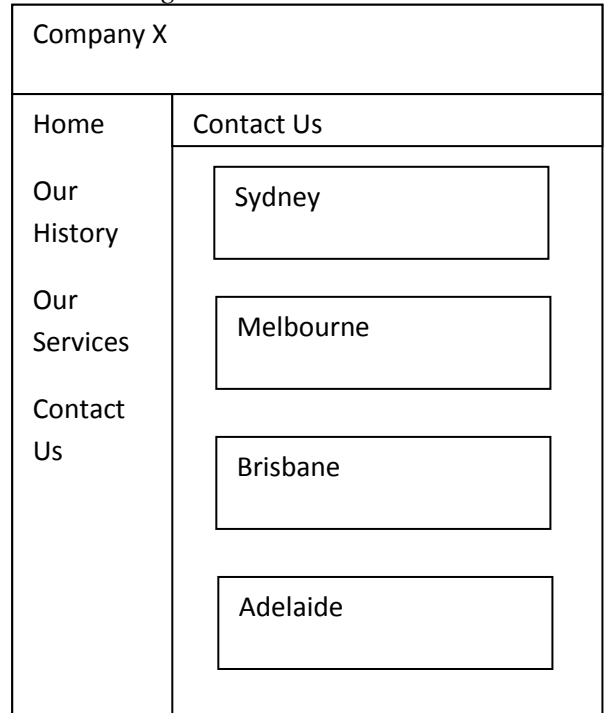 Company X
Home
Our
History
Our
Services
Contact
Us
Contact Us
Sydney
Melbourne
Brisbane
Adelaide